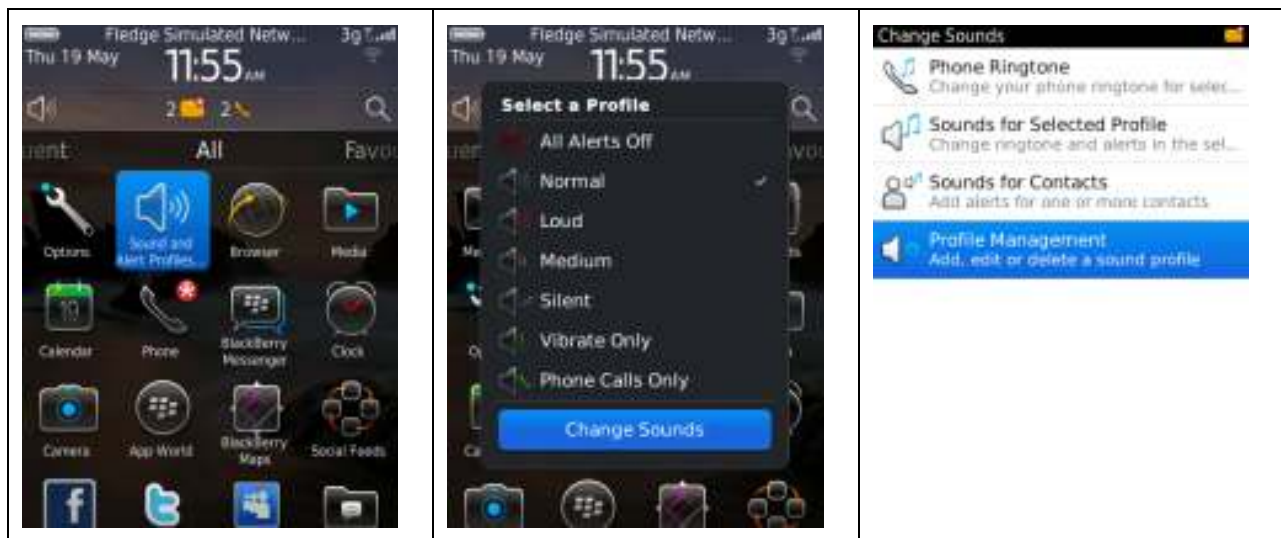 Fledge Simulated Netw... 3g
Thu 19 May
11:55 AM
2 2
uent All Favo
Options
Sound and Alert Profiles...
Browser
Media
19
Calendar
Phone
BlackBerry Messenger
Clock
Camera
App World
BlackBerry Maps
Social Feeds
Fledge Simulated Netw... 3g
Thu 19 May
11:55 AM
Select a Profile
All Alerts Off
Normal
Loud
Medium
Silent
Vibrate Only
Phone Calls Only
Change Sounds
Change Sounds
Phone Ringtone
Change your phone ringtone for selec...
Sounds for Selected Profile
Change ringtone and alerts in the sel...
Sounds for Contacts
Add alerts for one or more contacts
Profile Management
Add, edit or delete a sound profile